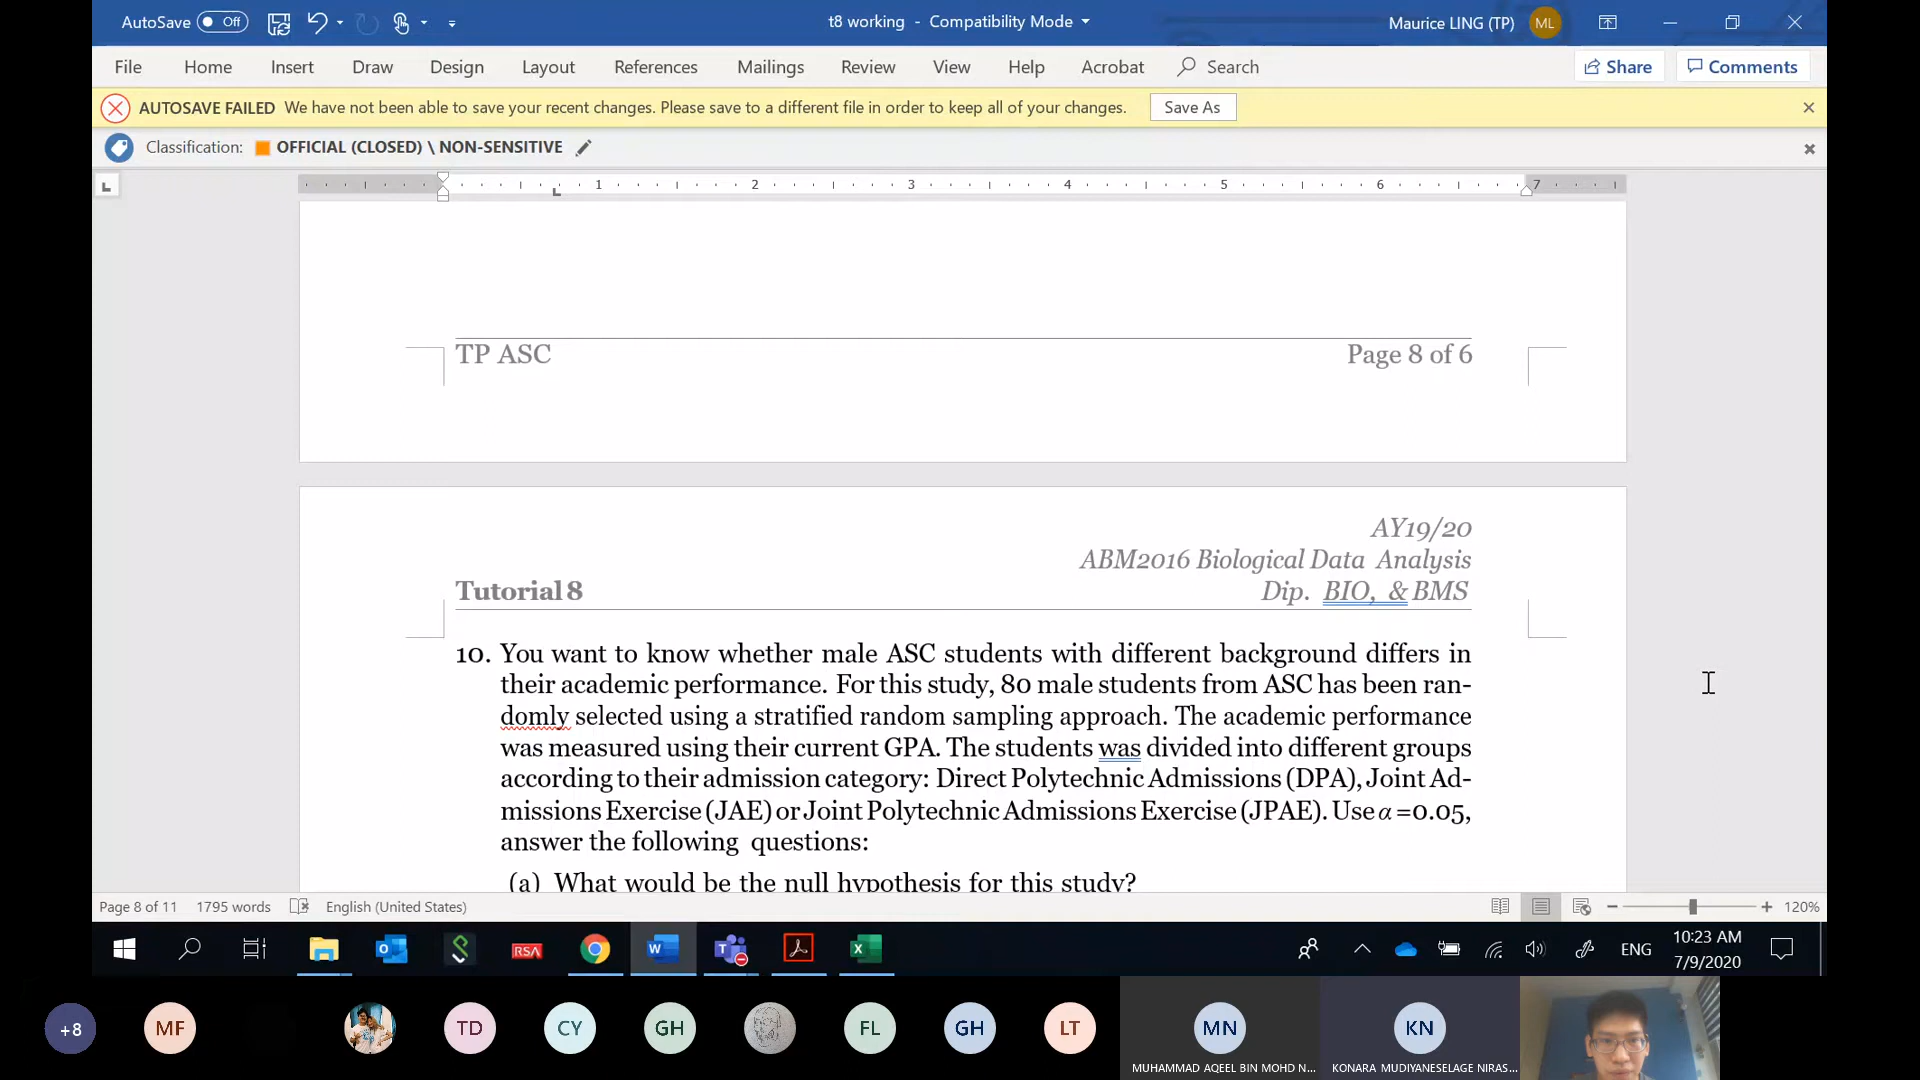 AutoSave Off
t8 working - Compatibility Mode
Maurice LING (TP) ML
File Home Insert Draw Design Layout References Mailings Review View Help Acrobat Search Share Comments
AUTOSAVE FAILED We have not been able to save your recent changes. Please save to a different file in order to keep all of your changes. Save As
Classification: OFFICIAL (CLOSED) \ NON-SENSITIVE
1 2 3 4 5 6 7
TP ASC Page 8 of 6
AY19/20
ABM2016 Biological Data Analysis
Tutorial 8 Dip. BIO, & BMS
10. You want to know whether male ASC students with different background differs in
their academic performance. For this study, 80 male students from ASC has been ran-
domly selected using a stratified random sampling approach. The academic performance
was measured using their current GPA. The students was divided into different groups
according to their admission category: Direct Polytechnic Admissions (DPA), Joint Ad-
missions Exercise (JAE) or Joint Polytechnic Admissions Exercise (JPAE). Use α =0.05,
answer the following questions:
(a) What would be the null hypothesis for this study?
Page 8 of 11 1795 words English (United States) 120%
RSA ENG 10:23 AM
7/9/2020
+8 MF TD CY GH FL GH LT MN KN
MUHAMMAD AQEEL BIN MOHD N... KONARA MUDIYANESELAGE NIRAS...